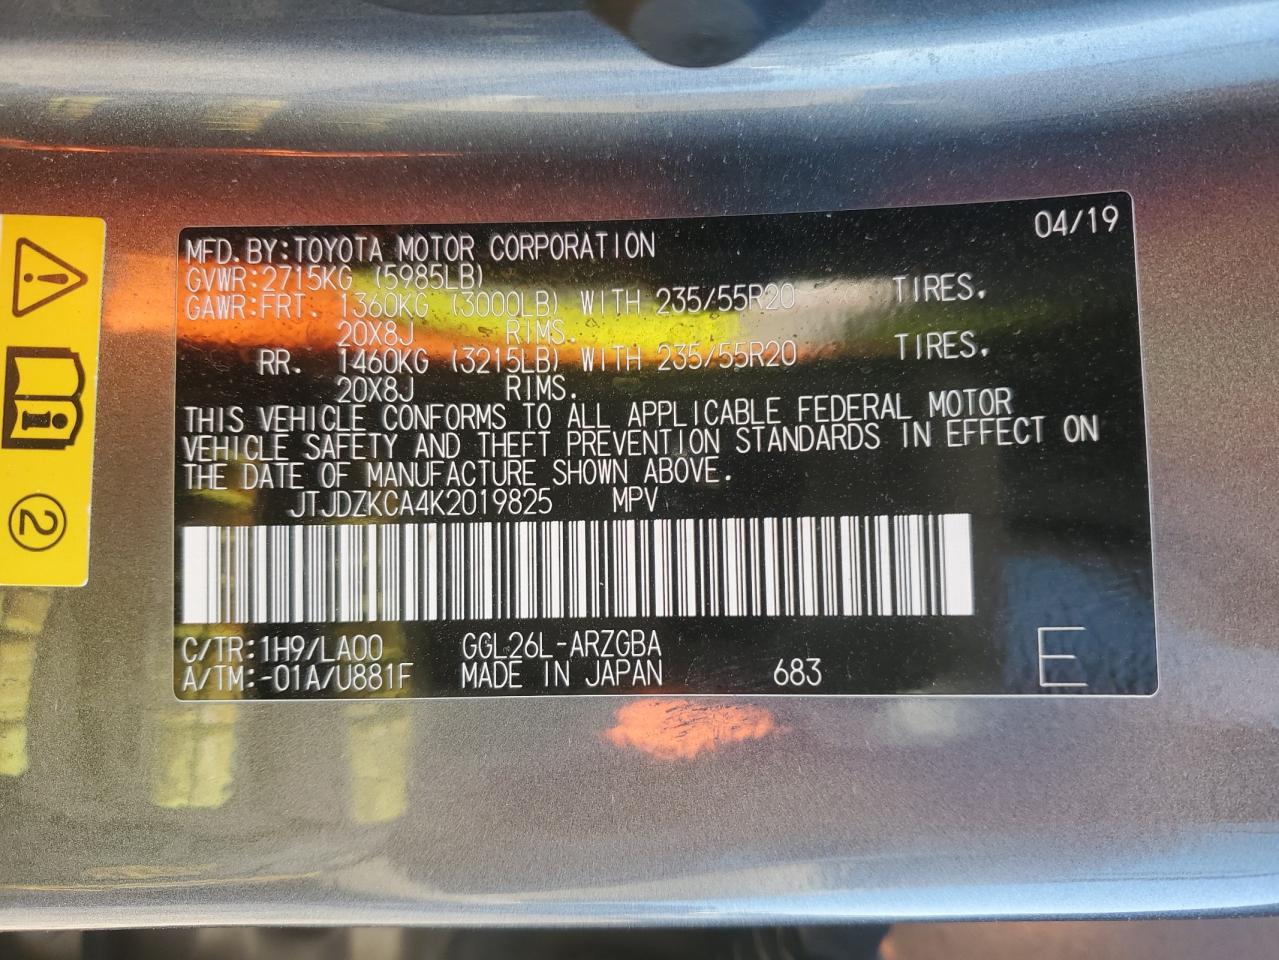 04/19
MFD. BY: TOYOTA MOTOR CORPORATION
GVWR: 2715KG (5985LB)
GAWR: FRT. 1360KG (3000LB) WITH 235/55R20 TIRES.
20X8J RIMS.
RR. 1460KG (3215LB) WITH 235/55R20 TIRES.
20X8J RIMS.
THIS VEHICLE CONFORMS TO ALL APPLICABLE FEDERAL MOTOR
VEHICLE SAFETY AND THEFT PREVENTION STANDARDS IN EFFECT ON
THE DATE OF MANUFACTURE SHOWN ABOVE.
JTJDZKCA4K2019825 MPV
C/TR: 1H9/LA00 GGL26L-ARZGBA
A/TM: -01A/U881F MADE IN JAPAN 683 E
2